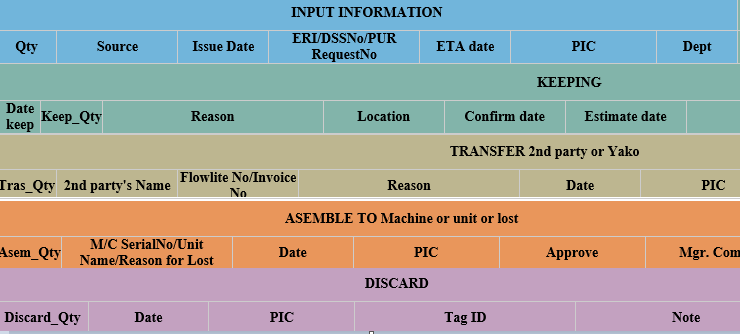 INPUT INFORMATION
Qty Source Issue Date ERI/DSSNo/PUR RequestNo ETA date PIC Dept
KEEPING
Date keep Keep_Qty Reason Location Confirm date Estimate date
TRANSFER 2nd party or Yako
Tras_Qty 2nd party's Name Flowlite No/Invoice No Reason Date PIC
ASEMBLE TO Machine or unit or lost
Asem_Qty M/C SerialNo/Unit Name/Reason for Lost Date PIC Approve Mgr. Com
DISCARD
Discard_Qty Date PIC Tag ID Note